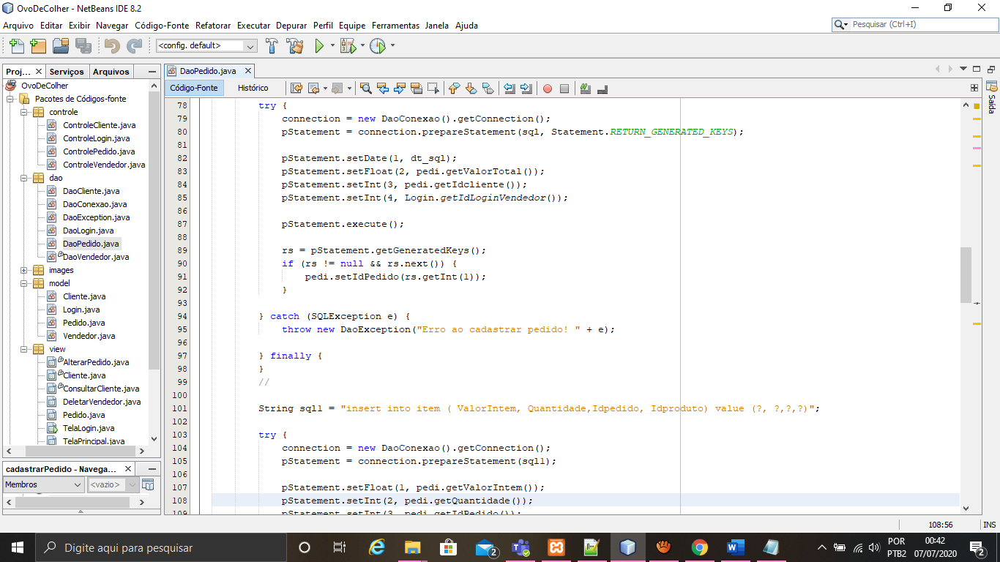 OvoDeColher - NetBeans IDE 8.2
Arquivo Editar Exibir Navegar Código-Fonte Refatorar Executar Depurar Perfil Equipe Ferramentas Janela Ajuda
Pesquisar (Ctrl+I)
<config. default>
Proj... Serviços Arquivos
OvoDeColher
Pacotes de Códigos-fonte
controle
ControleCliente.java
ControleLogin.java
ControlePedido.java
ControleVendedor.java
dao
DaoCliente.java
DaoConexao.java
DaoException.java
DaoLogin.java
DaoPedido.java
DaoVendedor.java
images
model
Cliente.java
Login.java
Pedido.java
Vendedor.java
view
AlterarPedido.java
Cliente.java
ConsultarCliente.java
DeletarVendedor.java
Pedido.java
TelaLogin.java
TelaPrincipal.java
cadastrarPedido - Navega...
Membros <vazio>
DaoPedido.java
Código-Fonte Histórico
78 try {
79 connection = new DaoConexao().getConnection();
80 pStatement = connection.prepareStatement(sql, Statement.RETURN_GENERATED_KEYS);
81
82 pStatement.setDate(1, dt_sql);
83 pStatement.setFloat(2, pedi.getValorTotal());
84 pStatement.setInt(3, pedi.getIdcliente());
85 pStatement.setInt(4, Login.getIdLoginVendedor());
86
87 pStatement.execute();
88
89 rs = pStatement.getGeneratedKeys();
90 if (rs != null && rs.next()) {
91 pedi.setIdPedido(rs.getInt(1));
92 }
93
94 } catch (SQLException e) {
95 throw new DaoException("Erro ao cadastrar pedido! " + e);
96
97 } finally {
98 }
99 //
100
101 String sql1 = "insert into item ( ValorIntem, Quantidade,Idpedido, Idproduto) value (?, ?,?,?)";
102
103 try {
104 connection = new DaoConexao().getConnection();
105 pStatement = connection.prepareStatement(sql1);
106
107 pStatement.setFloat(1, pedi.getValorIntem());
108 pStatement.setInt(2, pedi.getQuantidade());
109 pStatement.setInt(3, pedi.getIdPedido());
Saída
108:56 INS
Digite aqui para pesquisar
2
POR
PTB2
00:42
07/07/2020
2